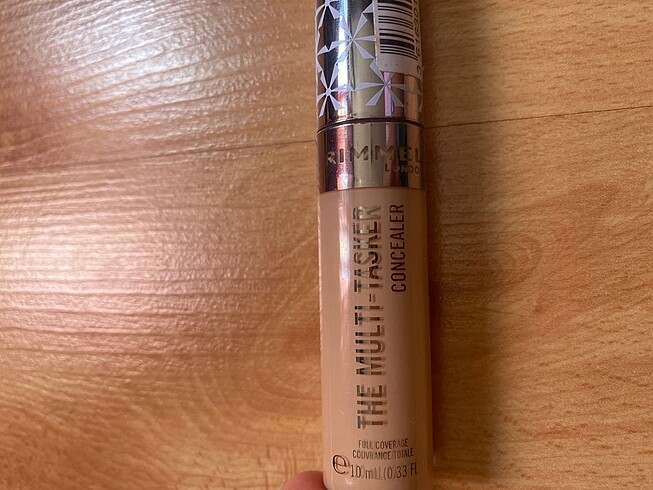 RIMMEL
LONDON
THE MULTI-TASKER
CONCEALER
FULL COVERAGE
COUVRANCE TOTALE
e 10 ml (0.33 FL